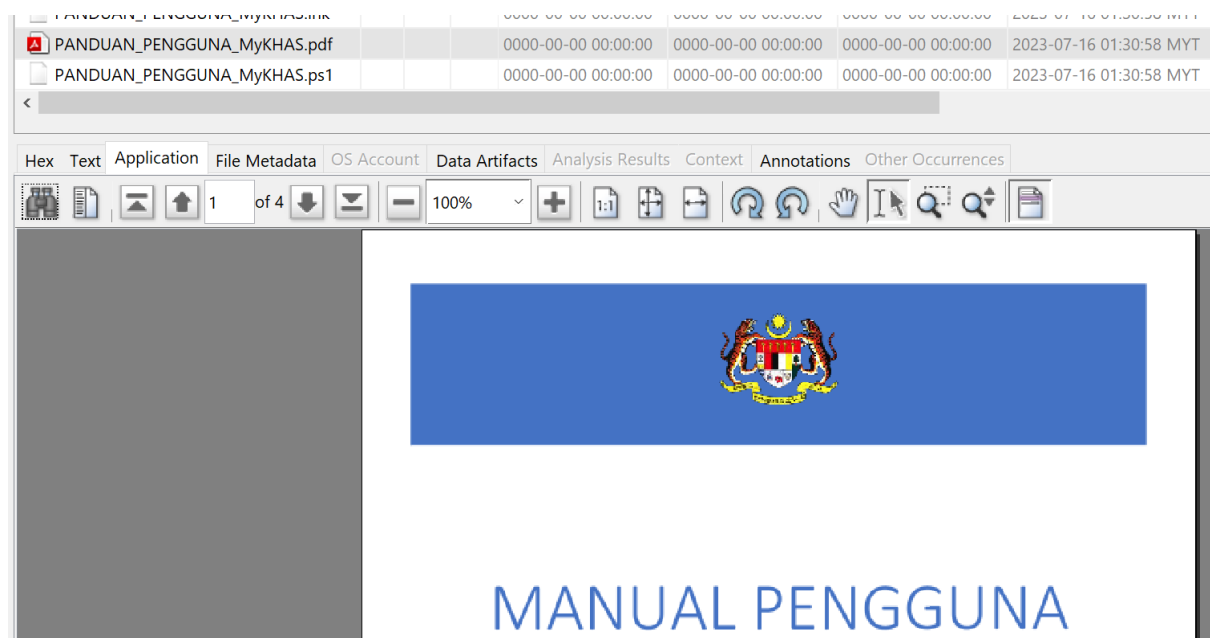 PANDUAN_PENGGUNA_MyKHAS.pdf 0000-00-00 00:00:00 0000-00-00 00:00:00 0000-00-00 00:00:00 2023-07-16 01:30:58 MYT
PANDUAN_PENGGUNA_MyKHAS.ps1 0000-00-00 00:00:00 0000-00-00 00:00:00 0000-00-00 00:00:00 2023-07-16 01:30:58 MYT
Hex Text Application File Metadata OS Account Data Artifacts Analysis Results Context Annotations Other Occurrences
1 of 4 100% 1:1
MANUAL PENGGUNA